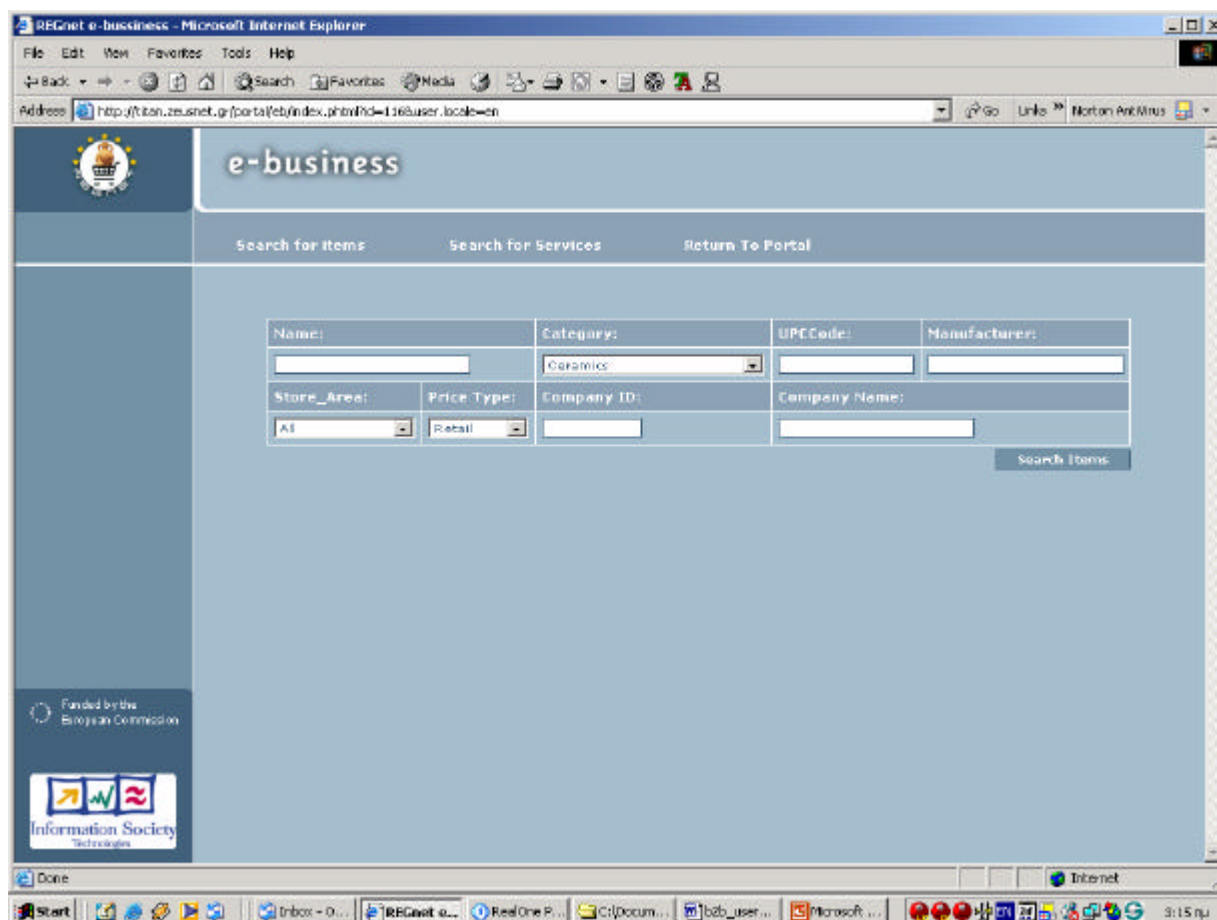 REGnet e-bussiness - Microsoft Internet Explorer
File Edit View Favorites Tools Help
Back Search Favorites Media
Address http://titan.zeusnet.gr/portal/eb/index.phtml?id=116&user.locale=en Go Links » Norton AntiVirus
e-business
Search for Items Search for Services Return To Portal
Name: Category: UPCCode: Manufacturer:
Ceramics
Store_Area: Price Type: Company ID: Company Name:
All Retail
Search Items
Funded by the
European Commission
Information Society
Technologies
Done Internet
Start Inbox - O... REGnet e... RealOne P... C:\Docum... b2b_user... Microsoft ... EN 3:15 πμ